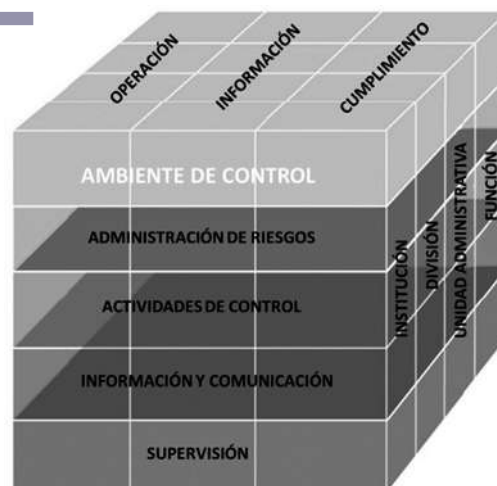 OPERACIÓN
INFORMACIÓN
CUMPLIMIENTO
AMBIENTE DE CONTROL
ADMINISTRACIÓN DE RIESGOS
ACTIVIDADES DE CONTROL
INFORMACIÓN Y COMUNICACIÓN
SUPERVISIÓN
INSTITUCIÓN
DIVISIÓN
UNIDAD ADMINISTRATIVA
FUNCIÓN